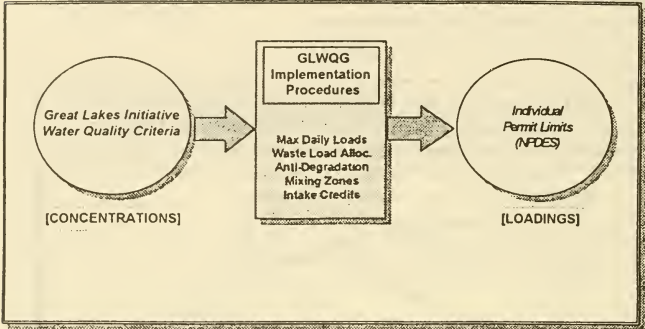 Great Lakes Initiative
Water Quality Criteria
[CONCENTRATIONS]
GLWQG
Implementation
Procedures
Max Daily Loads
Waste Load Alloc.
Anti-Degradation
Mixing Zones
Intake Credits
Individual
Permit Limits
(NPDES)
[LOADINGS]